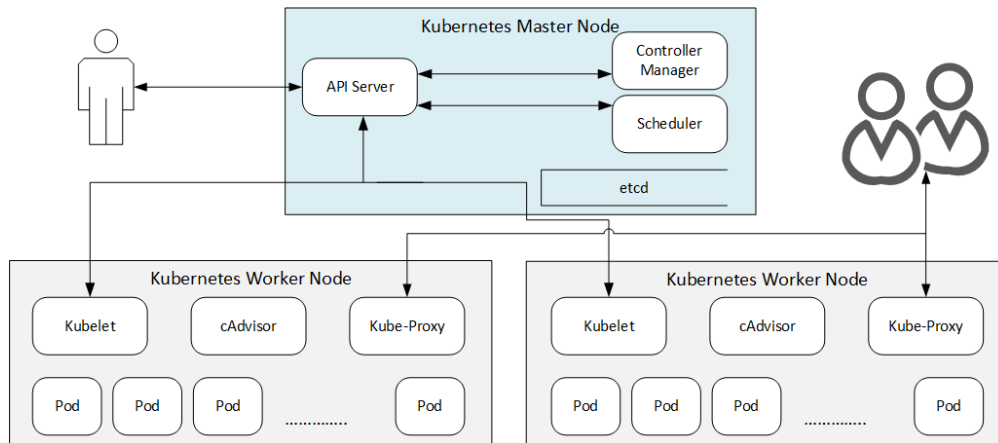 Kubernetes Master Node
API Server
Controller
Manager
Scheduler
etcd
Kubernetes Worker Node
Kubelet
cAdvisor
Kube-Proxy
Pod
Pod
Pod
..............
Pod
Kubernetes Worker Node
Kubelet
cAdvisor
Kube-Proxy
Pod
Pod
Pod
..............
Pod